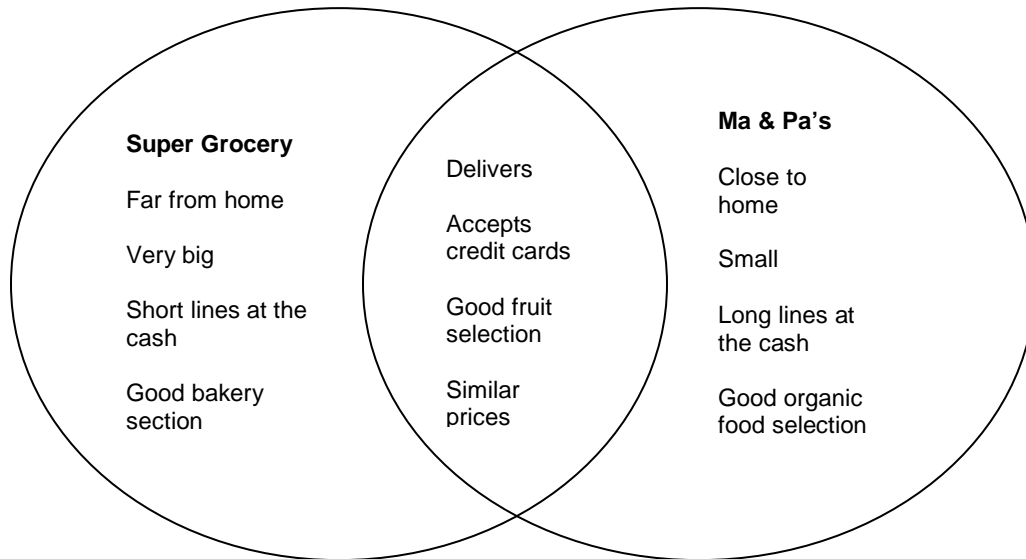 Super Grocery
Far from home
Very big
Short lines at the
cash
Good bakery
section
Delivers
Accepts
credit cards
Good fruit
selection
Similar
prices
Ma & Pa’s
Close to
home
Small
Long lines at
the cash
Good organic
food selection